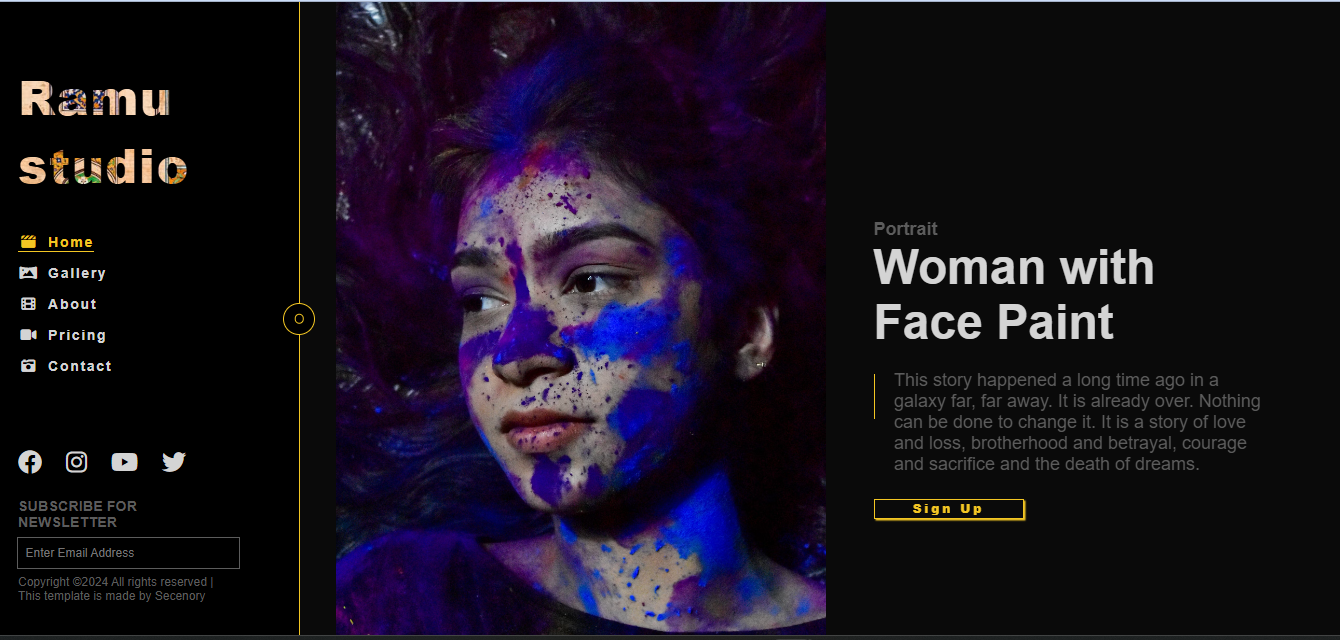 Ramu
studio
Home
Gallery
About
Pricing
Contact
SUBSCRIBE FOR
NEWSLETTER
Enter Email Address
Copyright ©2024 All rights reserved |
This template is made by Secenory
Portrait
Woman with
Face Paint
This story happened a long time ago in a
galaxy far, far away. It is already over. Nothing
can be done to change it. It is a story of love
and loss, brotherhood and betrayal, courage
and sacrifice and the death of dreams.
Sign Up